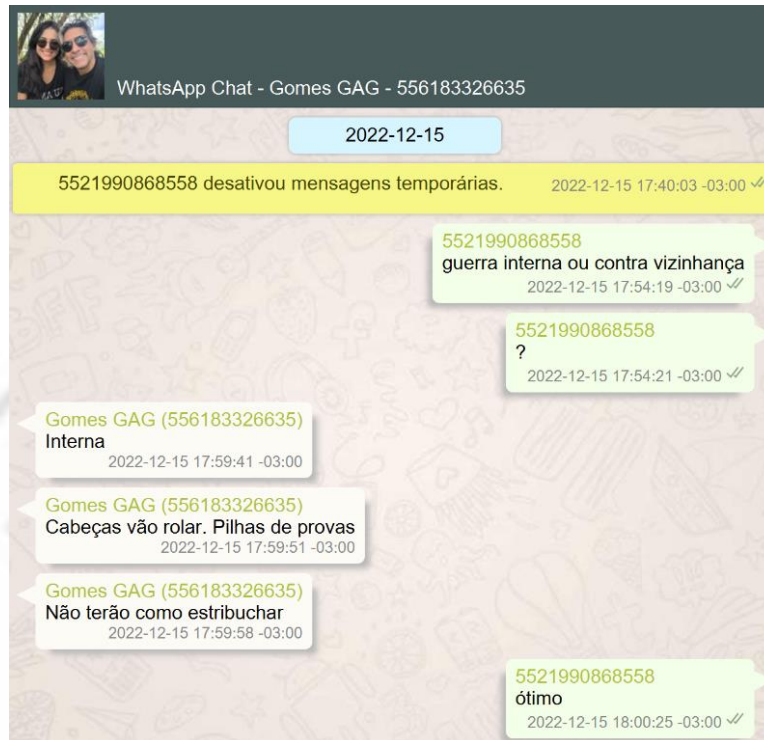 WhatsApp Chat - Gomes GAG - 556183326635
2022-12-15
5521990868558 desativou mensagens temporárias. 2022-12-15 17:40:03 -03:00
5521990868558
guerra interna ou contra vizinhança
2022-12-15 17:54:19 -03:00
5521990868558
?
2022-12-15 17:54:21 -03:00
Gomes GAG (556183326635)
Interna
2022-12-15 17:59:41 -03:00
Gomes GAG (556183326635)
Cabeças vão rolar. Pilhas de provas
2022-12-15 17:59:51 -03:00
Gomes GAG (556183326635)
Não terão como estribuchar
2022-12-15 17:59:58 -03:00
5521990868558
ótimo
2022-12-15 18:00:25 -03:00